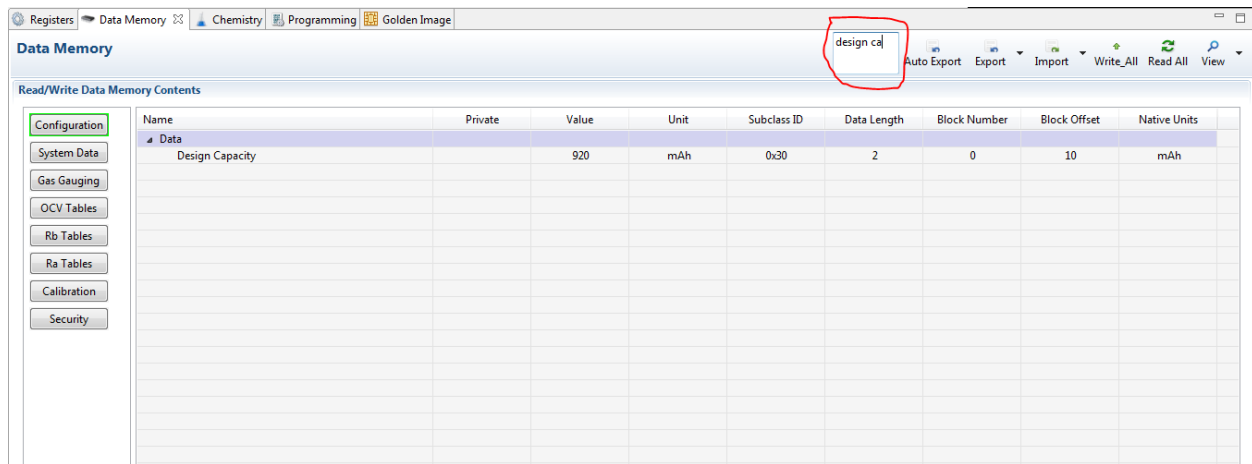 Registers Data Memory Chemistry Programming Golden Image
Data Memory
design ca
Auto Export Export Import Write_All Read All View
Read/Write Data Memory Contents
Configuration
System Data
Gas Gauging
OCV Tables
Rb Tables
Ra Tables
Calibration
Security
Name Private Value Unit Subclass ID Data Length Block Number Block Offset Native Units
Data
Design Capacity 920 mAh 0x30 2 0 10 mAh